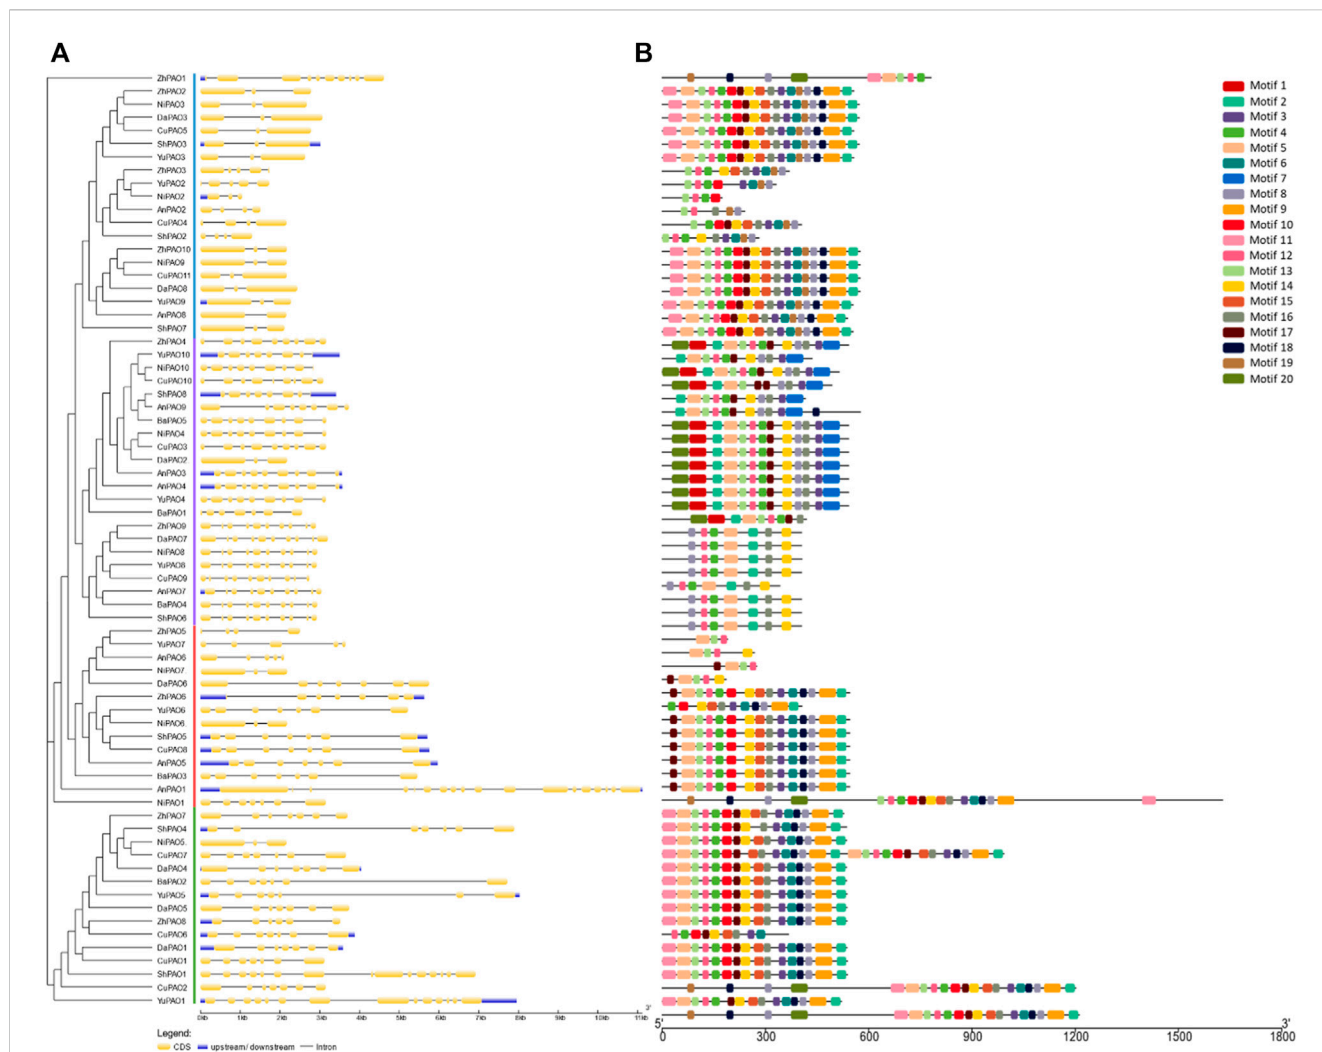 A
B
ZhPAO1
ZhPAO2
NiPAO3
DaPAO3
CuPAO5
ShPAO3
YuPAO3
ZhPAO3
YuPAO2
NiPAO2
AnPAO2
CuPAO4
ShPAO2
ZhPAO10
NiPAO9
CuPAO11
DaPAO8
YuPAO9
AnPAO8
ShPAO7
ZhPAO4
YuPAO10
NiPAO10
CuPAO10
ShPAO8
AnPAO9
BaPAO5
NiPAO4
CuPAO3
DaPAO2
AnPAO3
AnPAO4
YuPAO4
BaPAO1
ZhPAO9
DaPAO7
NiPAO8
YuPAO8
CuPAO9
AnPAO7
BaPAO4
ShPAO6
ZhPAO5
YuPAO7
AnPAO6
NiPAO7
DaPAO6
ZhPAO6
YuPAO6
NiPAO6
ShPAO5
CuPAO8
AnPAO5
BaPAO3
AnPAO1
NiPAO1
ZhPAO7
ShPAO4
NiPAO5
CuPAO7
DaPAO4
BaPAO2
YuPAO5
DaPAO5
ZhPAO8
CuPAO6
DaPAO1
CuPAO1
ShPAO1
CuPAO2
YuPAO1
3'
0kb 1kb 2kb 3kb 4kb 5kb 6kb 7kb 8kb 9kb 10kb 11kb
Legend:
CDS upstream/ downstream Intron
Motif 1
Motif 2
Motif 3
Motif 4
Motif 5
Motif 6
Motif 7
Motif 8
Motif 9
Motif 10
Motif 11
Motif 12
Motif 13
Motif 14
Motif 15
Motif 16
Motif 17
Motif 18
Motif 19
Motif 20
5' 3'
0 300 600 900 1200 1500 1800